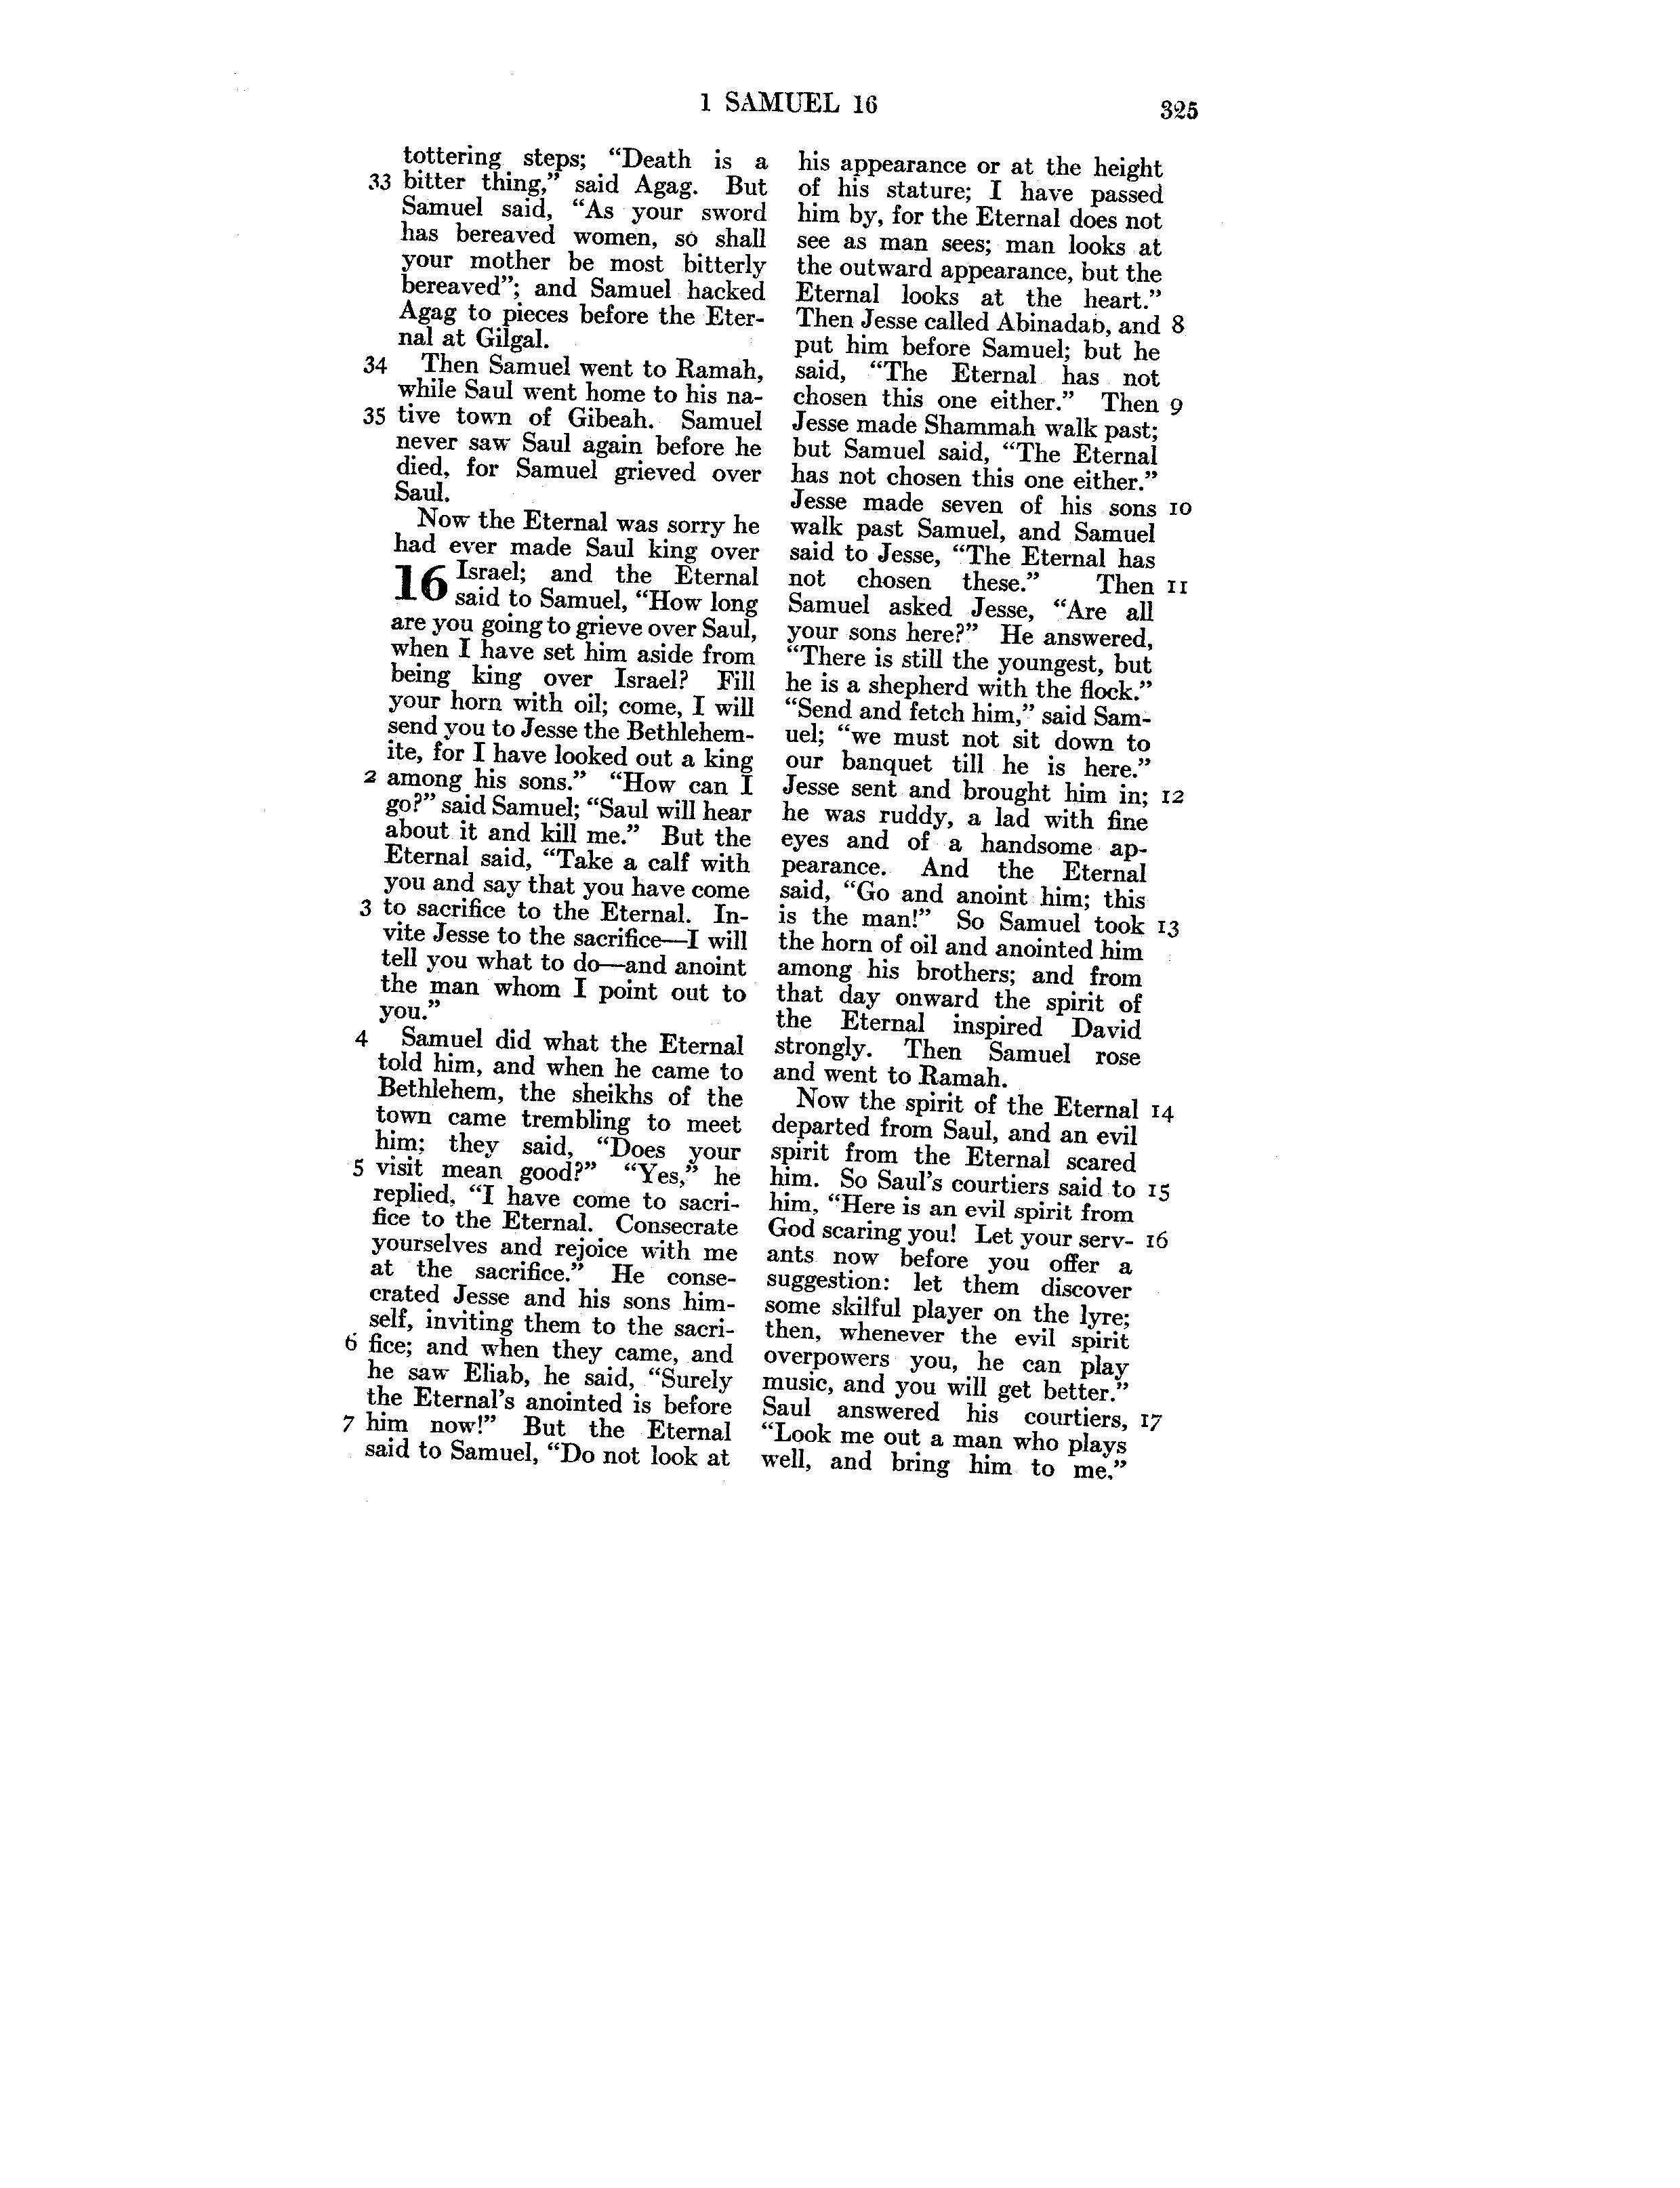 1 SAMUEL 16
325
tottering steps; “Death is a
33 bitter thing,” said Agag. But
Samuel said, “As your sword
has bereaved women, so shall
your mother be most bitterly
bereaved”; and Samuel hacked
Agag to pieces before the Eter-
nal at Gilgal.
34 Then Samuel went to Ramah,
while Saul went home to his na-
35 tive town of Gibeah. Samuel
never saw Saul again before he
died, for Samuel grieved over
Saul.
Now the Eternal was sorry he
had ever made Saul king over
16 Israel; and the Eternal
said to Samuel, “How long
are you going to grieve over Saul,
when I have set him aside from
being king over Israel? Fill
your horn with oil; come, I will
send you to Jesse the Bethlehem-
ite, for I have looked out a king
2 among his sons.” “How can I
go?” said Samuel; “Saul will hear
about it and kill me.” But the
Eternal said, “Take a calf with
you and say that you have come
3 to sacrifice to the Eternal. In-
vite Jesse to the sacrifice—I will
tell you what to do—and anoint
the man whom I point out to
you.”
4 Samuel did what the Eternal
told him, and when he came to
Bethlehem, the sheikhs of the
town came trembling to meet
him; they said, “Does your
5 visit mean good?” “Yes,” he
replied, “I have come to sacri-
fice to the Eternal. Consecrate
yourselves and rejoice with me
at the sacrifice.” He conse-
crated Jesse and his sons him-
self, inviting them to the sacri-
6 fice; and when they came, and
he saw Eliab, he said, “Surely
the Eternal’s anointed is before
7 him now!” But the Eternal
said to Samuel, “Do not look at
his appearance or at the height
of his stature; I have passed
him by, for the Eternal does not
see as man sees; man looks at
the outward appearance, but the
Eternal looks at the heart.”
Then Jesse called Abinadab, and 8
put him before Samuel; but he
said, “The Eternal has not
chosen this one either.” Then 9
Jesse made Shammah walk past;
but Samuel said, “The Eternal
has not chosen this one either.”
Jesse made seven of his sons 10
walk past Samuel, and Samuel
said to Jesse, “The Eternal has
not chosen these.” Then 11
Samuel asked Jesse, “Are all
your sons here?” He answered,
“There is still the youngest, but
he is a shepherd with the flock.”
“Send and fetch him,” said Sam-
uel; “we must not sit down to
our banquet till he is here.”
Jesse sent and brought him in; 12
he was ruddy, a lad with fine
eyes and of a handsome ap-
pearance. And the Eternal
said, “Go and anoint him; this
is the man!” So Samuel took 13
the horn of oil and anointed him
among his brothers; and from
that day onward the spirit of
the Eternal inspired David
strongly. Then Samuel rose
and went to Ramah.
Now the spirit of the Eternal 14
departed from Saul, and an evil
spirit from the Eternal scared
him. So Saul’s courtiers said to 15
him, “Here is an evil spirit from
God scaring you! Let your serv- 16
ants now before you offer a
suggestion: let them discover
some skilful player on the lyre;
then, whenever the evil spirit
overpowers you, he can play
music, and you will get better.”
Saul answered his courtiers, 17
“Look me out a man who plays
well, and bring him to me.”